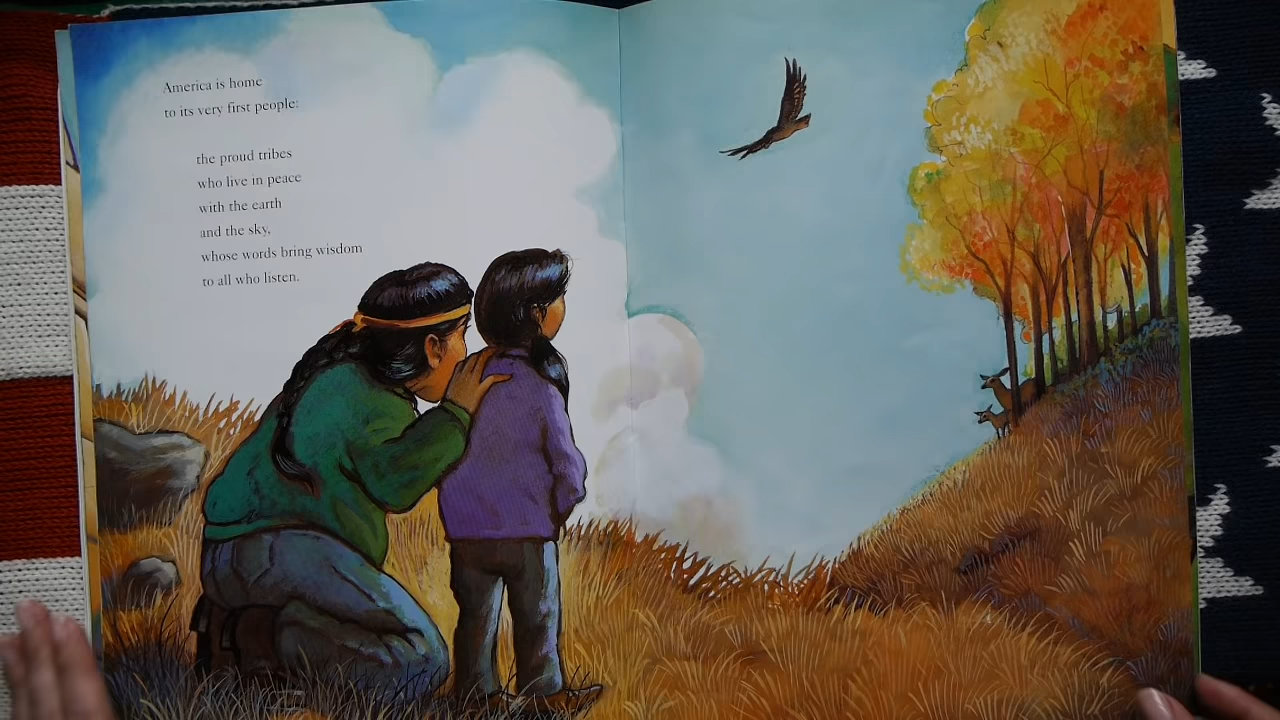 America is home
to its very first people:
the proud tribes
who live in peace
with the earth
and the sky,
whose words bring wisdom
to all who listen.